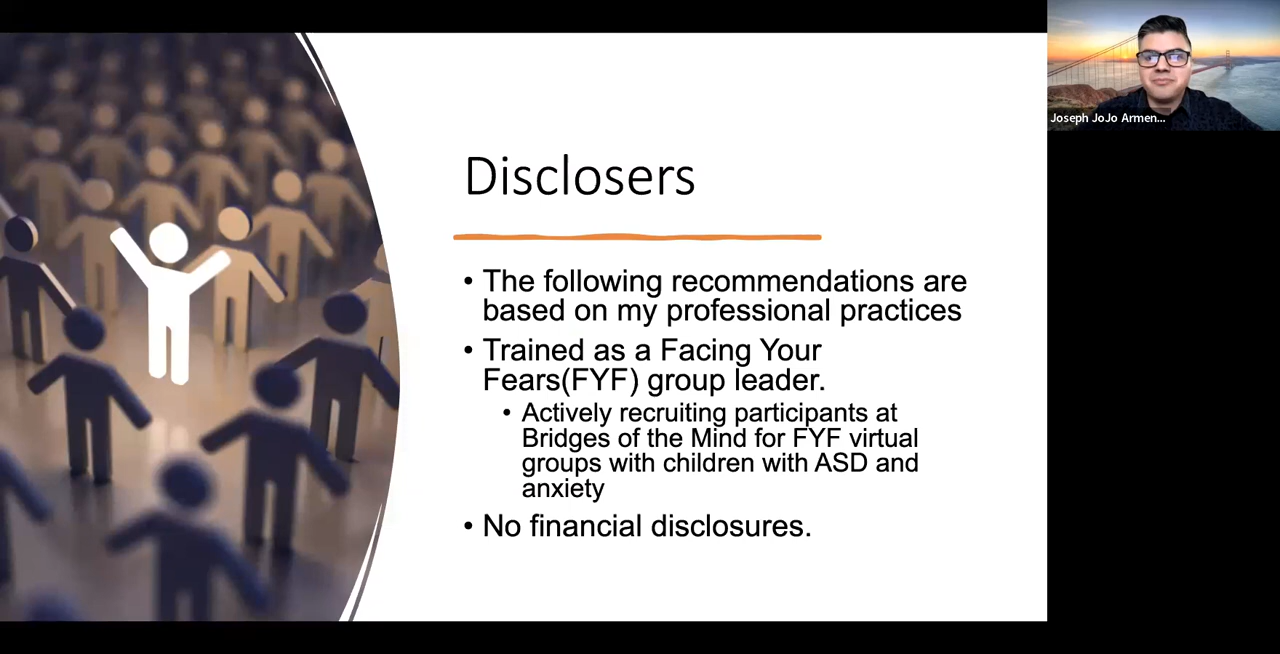 Disclosers
• The following recommendations are
based on my professional practices
• Trained as a Facing Your
Fears(FYF) group leader.
• Actively recruiting participants at
Bridges of the Mind for FYF virtual
groups with children with ASD and
anxiety
• No financial disclosures.
Joseph JoJo Armen...